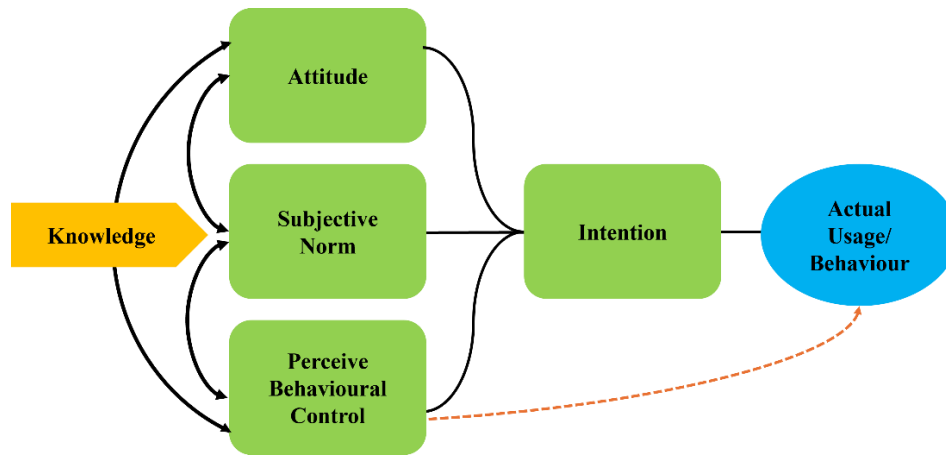 Attitude
Knowledge
Subjective
Norm
Perceive
Behavioural
Control
Intention
Actual
Usage/
Behaviour